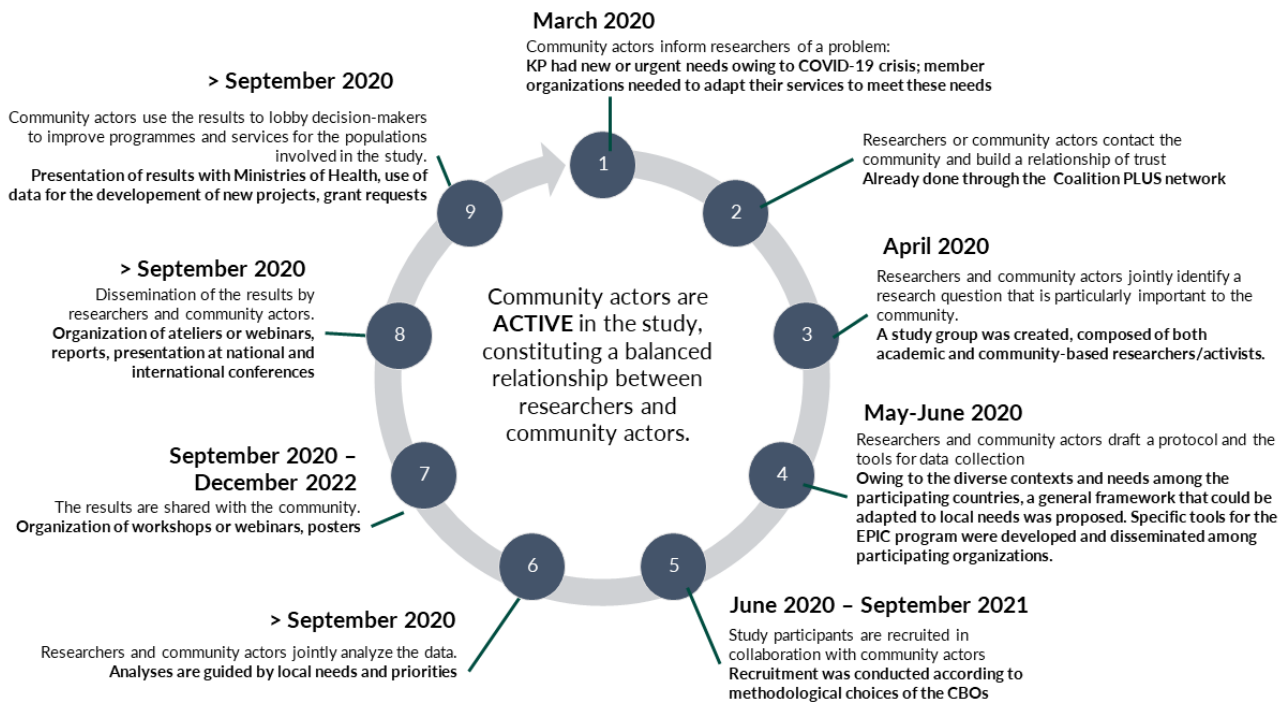 March 2020
Community actors inform researchers of a problem:
KP had new or urgent needs owing to COVID-19 crisis; member
organizations needed to adapt their services to meet these needs
1
Researchers or community actors contact the
community and build a relationship of trust
Already done through the Coalition PLUS network
2
April 2020
Researchers and community actors jointly identify a
research question that is particularly important to the
community.
A study group was created, composed of both
academic and community-based researchers/activists.
3
May-June 2020
Researchers and community actors draft a protocol and the
tools for data collection
Owing to the diverse contexts and needs among the
participating countries, a general framework that could be
adapted to local needs was proposed. Specific tools for the
EPIC program were developed and disseminated among
participating organizations.
4
June 2020 – September 2021
Study participants are recruited in
collaboration with community actors
Recruitment was conducted according to
methodological choices of the CBOs
5
> September 2020
Researchers and community actors jointly analyze the data.
Analyses are guided by local needs and priorities
6
September 2020 –
December 2022
The results are shared with the community.
Organization of workshops or webinars, posters
7
> September 2020
Dissemination of the results by
researchers and community actors.
Organization of ateliers or webinars,
reports, presentation at national and
international conferences
8
> September 2020
Community actors use the results to lobby decision-makers
to improve programmes and services for the populations
involved in the study.
Presentation of results with Ministries of Health, use of
data for the developement of new projects, grant requests
9
Community actors are
ACTIVE in the study,
constituting a balanced
relationship between
researchers and
community actors.